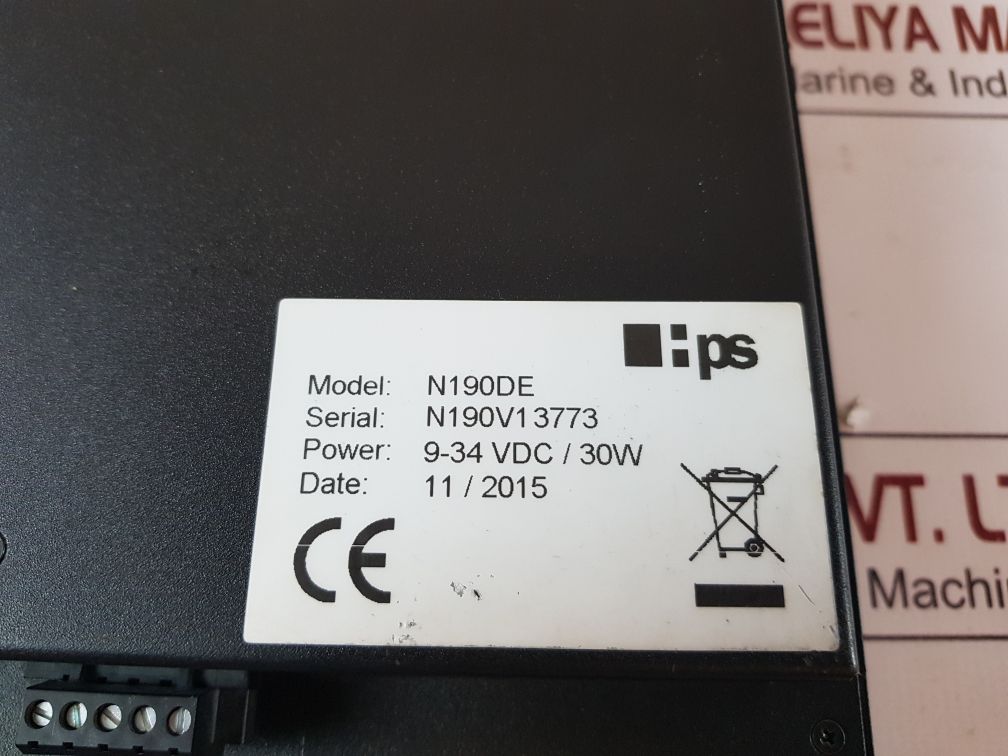 ELIYA MA
arine & Ind
ps
Model: N190DE
Serial: N190V13773
Power: 9-34 VDC / 30W
Date: 11 / 2015
CE
VT. LT
Machi